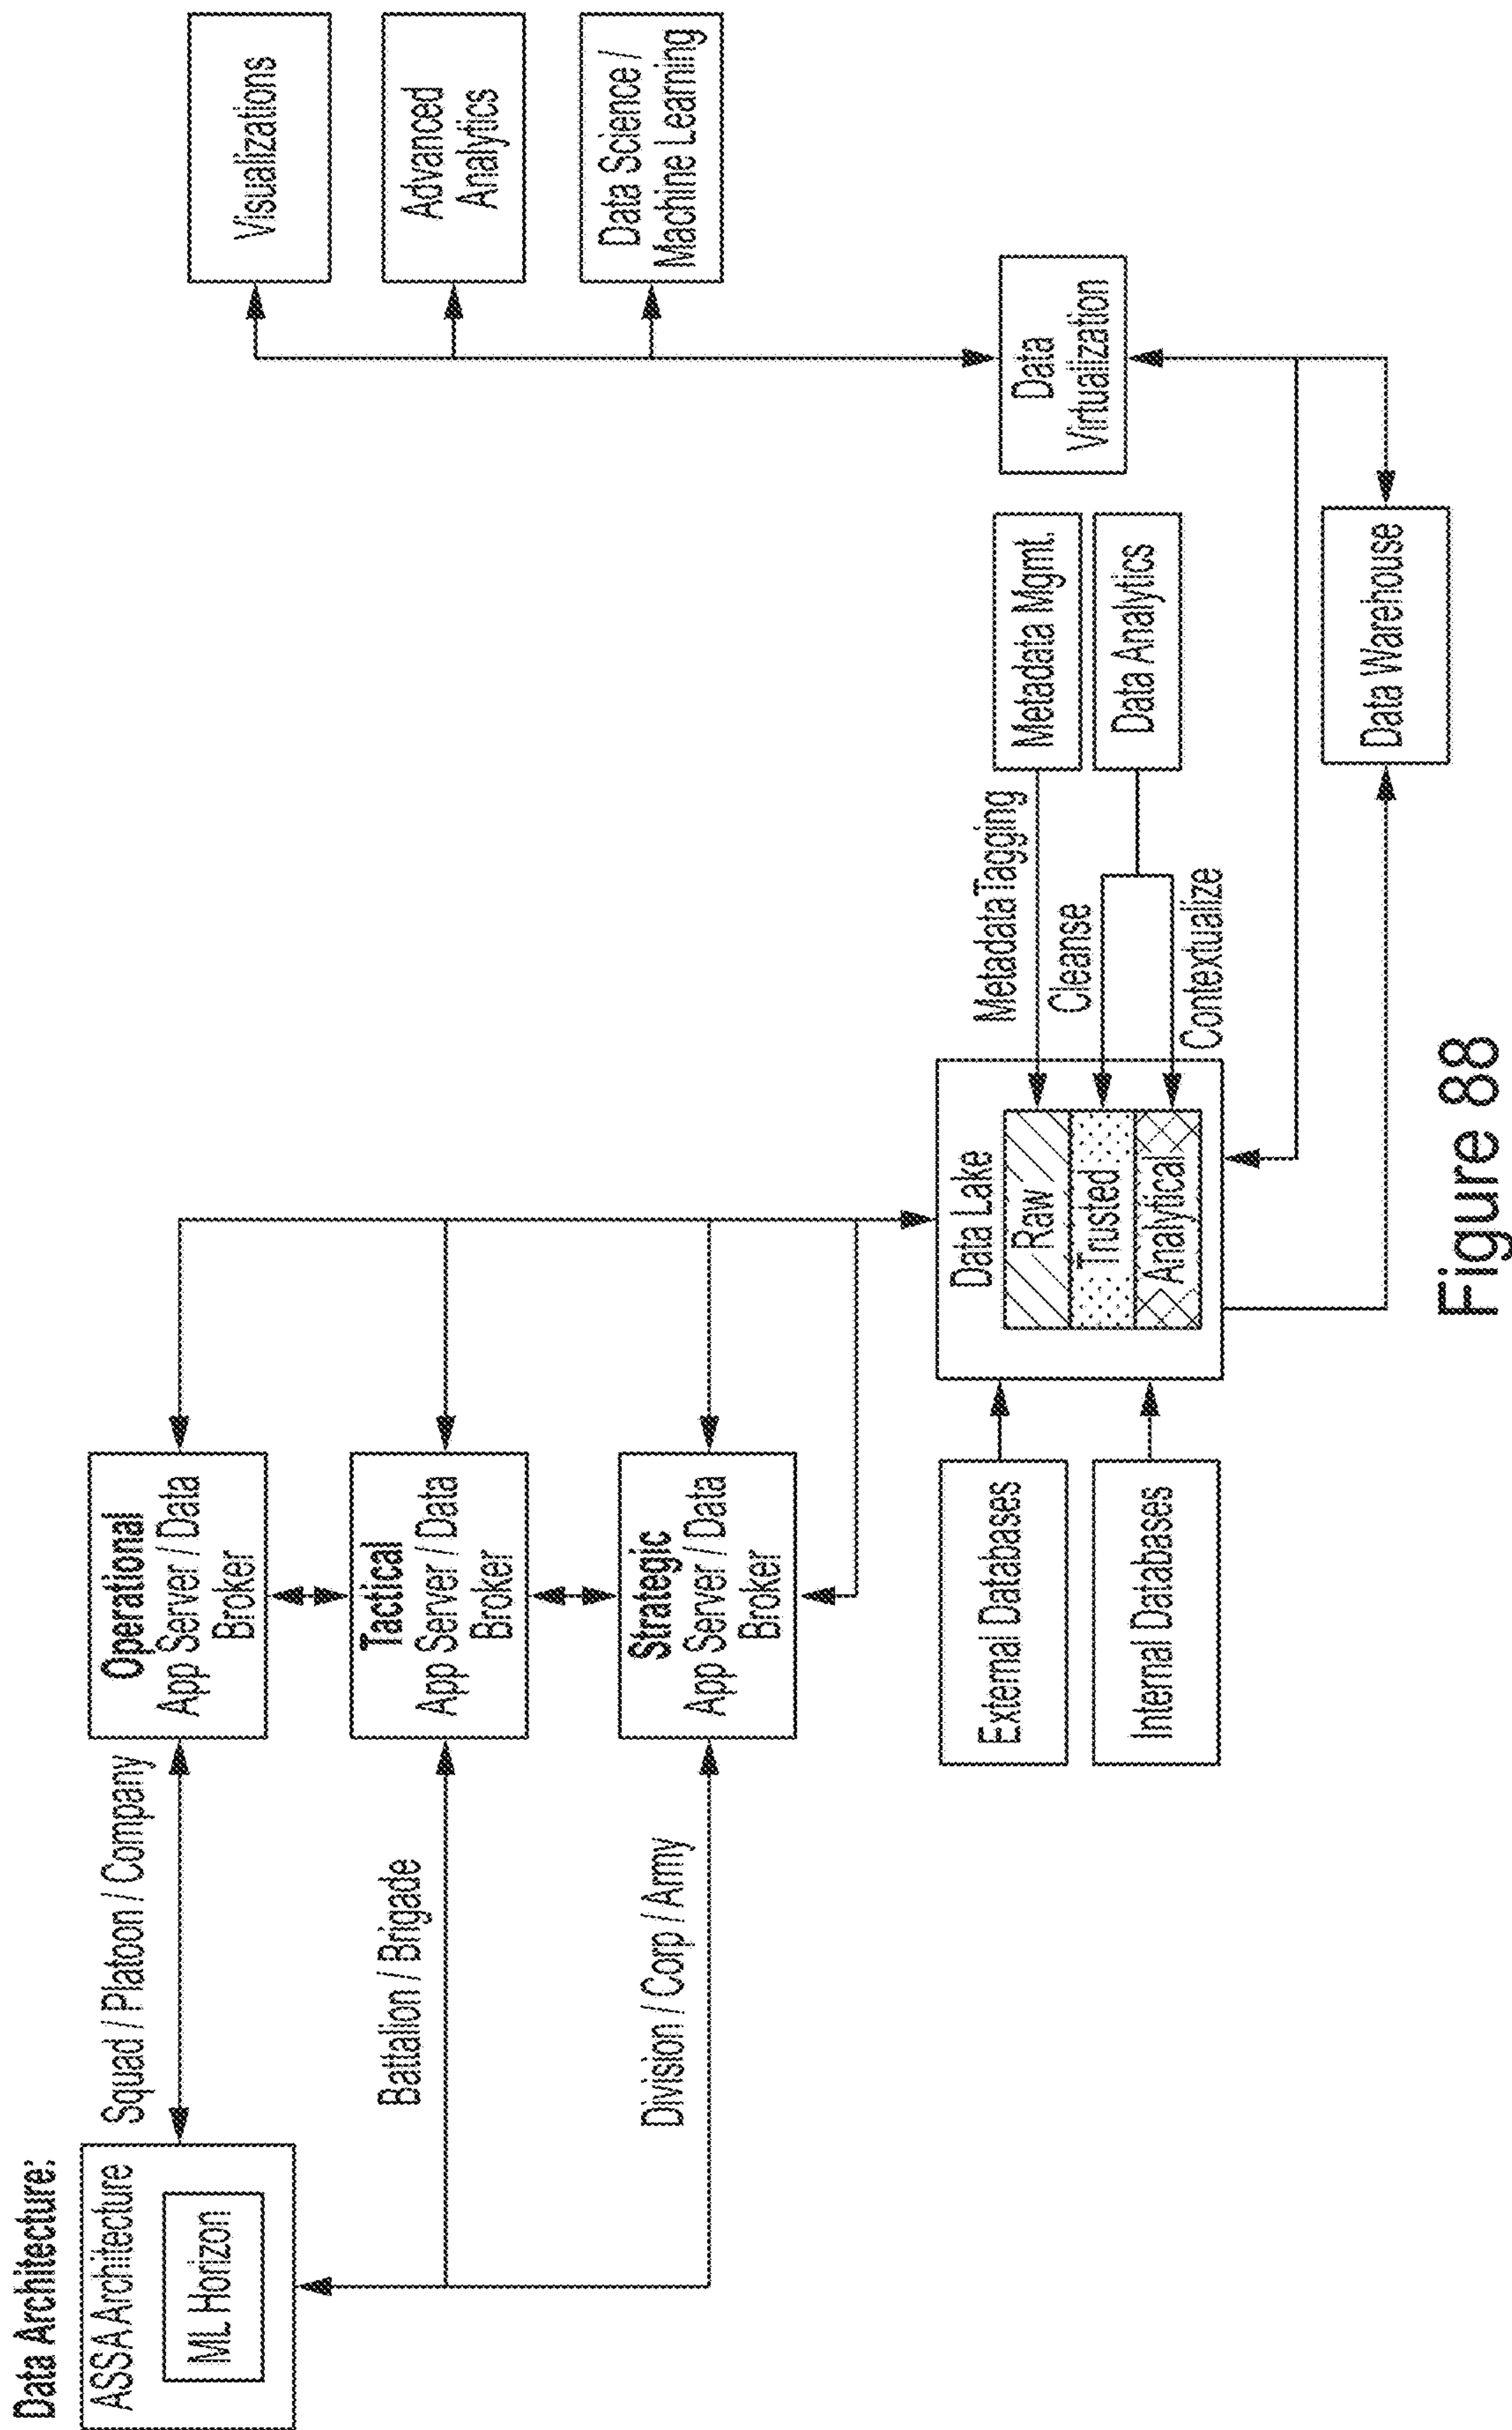 Data Architecture:
ASSA Architecture
ML Horizon
Squad / Platoon / Company
Battalion / Brigade
Division / Corp / Army
Operational
App Server / Data
Broker
Tactical
App Server / Data
Broker
Strategic
App Server / Data
Broker
External Databases
Internal Databases
Data Lake
Raw
Trusted
Analytical
Metadata Tagging
Cleanse
Contextualize
Metadata Mgmt.
Data Analytics
Data Warehouse
Data
Virtualization
Visualizations
Advanced
Analytics
Data Science /
Machine Learning
Figure 88